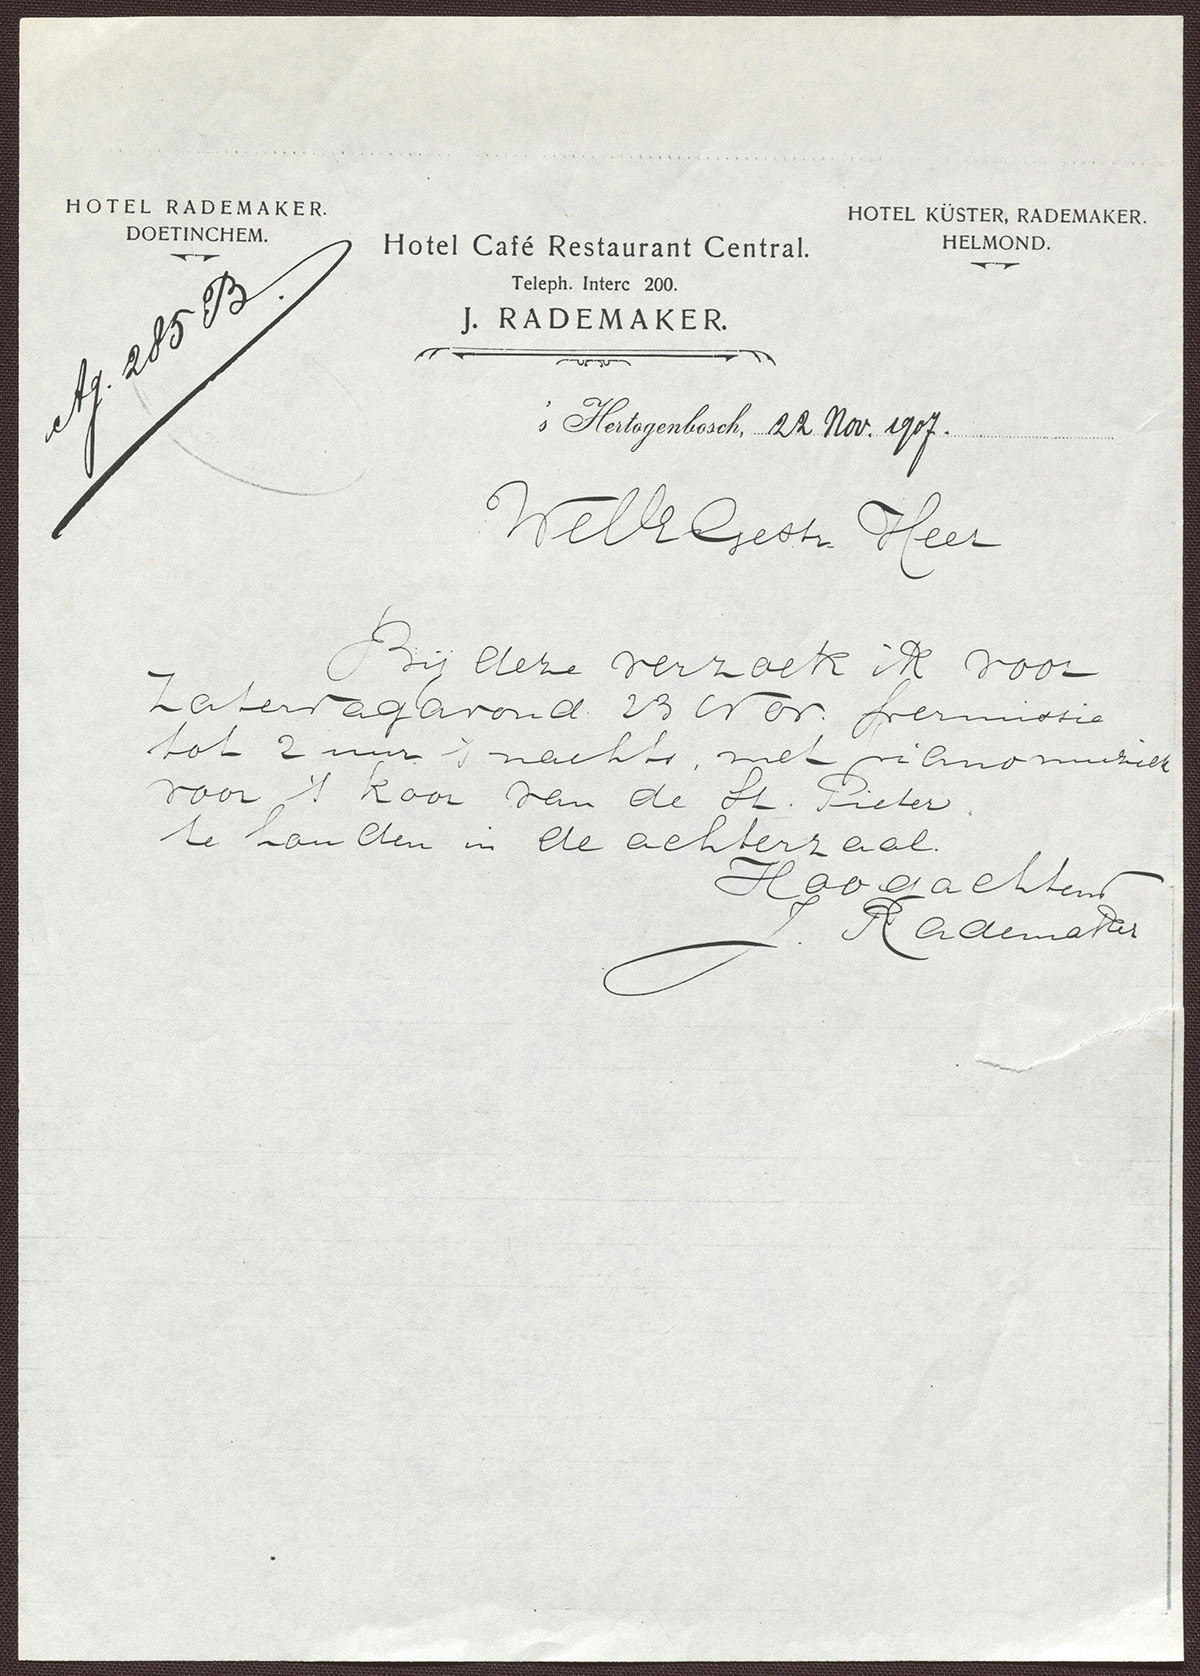 HOTEL RADEMAKER.
DOETINCHEM.
HOTEL KÜSTER, RADEMAKER.
HELMOND.
Hotel Café Restaurant Central.
Teleph. Interc 200.
J. RADEMAKER.
Ag. 285 B.
's Hertogenbosch, 22 Nov. 1907.
WelEGestr Heer
Bij deze verzoek ik voor
Zaterdagavond 23 Nov. permissie
tot 2 uur 's nachts, met pianomuziek
voor 't koor van de St. Pieter
te houden in de achterzaal.
Hoogachtend
J. Rademaker